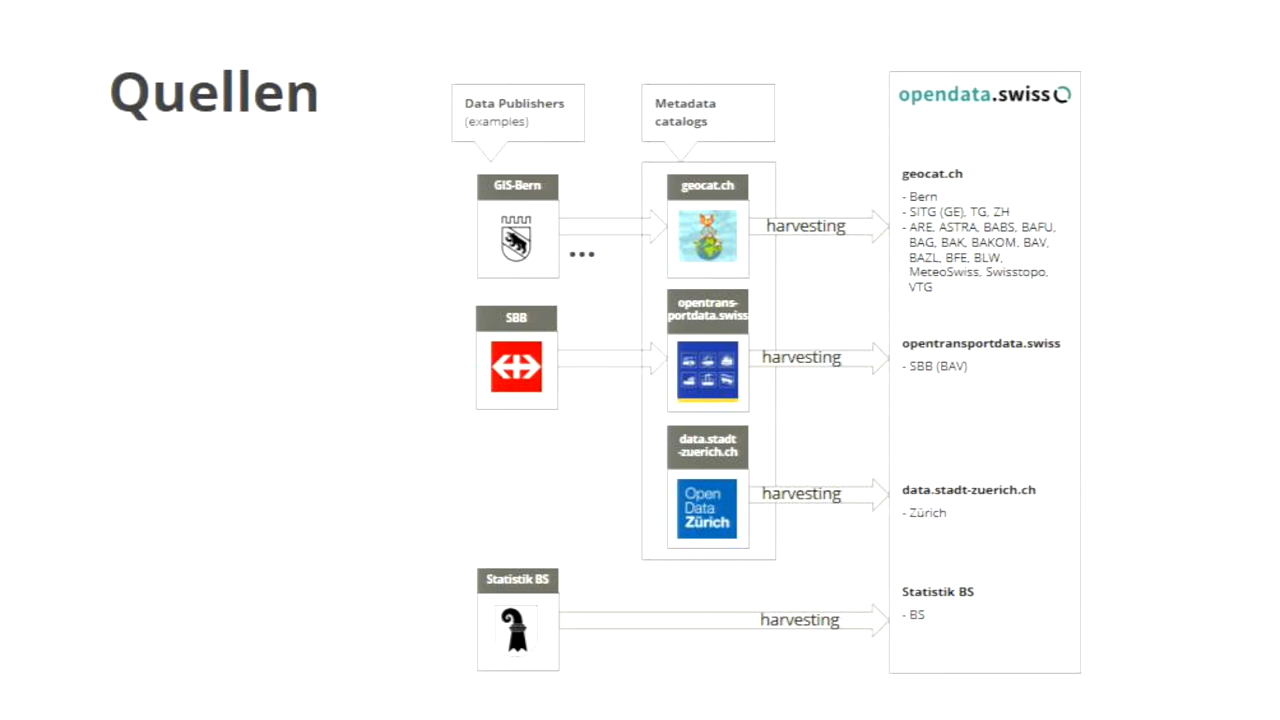 Quellen
Data Publishers
(examples)
Metadata
catalogs
opendata.swiss
GIS-Bern
...
geocat.ch
harvesting
geocat.ch
- Bern
- SITG (GE), TG, ZH
- ARE, ASTRA, BABS, BAFU,
BAG, BAK, BAKOM, BAV,
BAZL, BFE, BLW,
MeteoSwiss, Swisstopo,
VTG
SBB
opentrans-
portdata.swiss
harvesting
opentransportdata.swiss
- SBB (BAV)
data.stadt
-zuerich.ch
Open
Data
Zürich
harvesting
data.stadt-zuerich.ch
- Zürich
Statistik BS
harvesting
Statistik BS
- BS